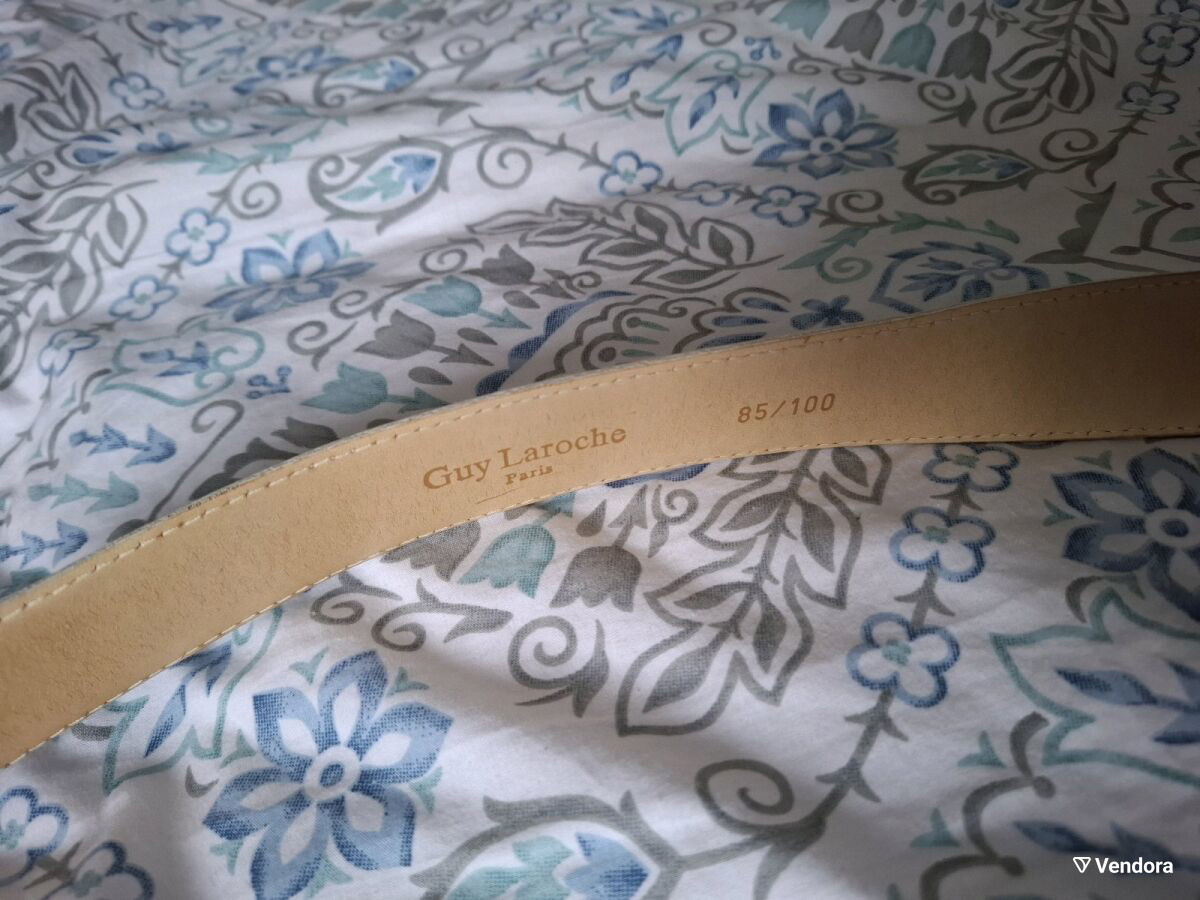 Guy Laroche
Paris
85/100
Vendora